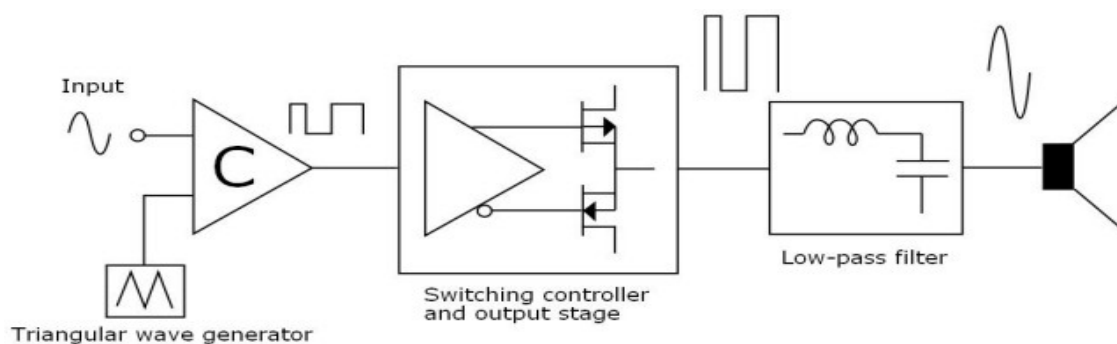 Input
C
Triangular wave generator
Switching controller
and output stage
Low-pass filter